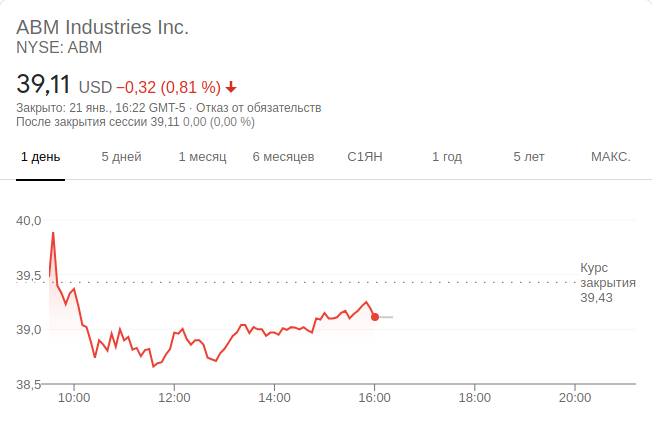 ABM Industries Inc.
NYSE: ABM
39,11 USD −0,32 (0,81 %)
Закрыто: 21 янв., 16:22 GMT-5 · Отказ от обязательств
После закрытия сессии 39,11 0,00 (0,00 %)
1 день 5 дней 1 месяц 6 месяцев С1ЯН 1 год 5 лет МАКС.
40,0
39,5
39,0
38,5
Курс
закрытия
39,43
10:00 12:00 14:00 16:00 18:00 20:00